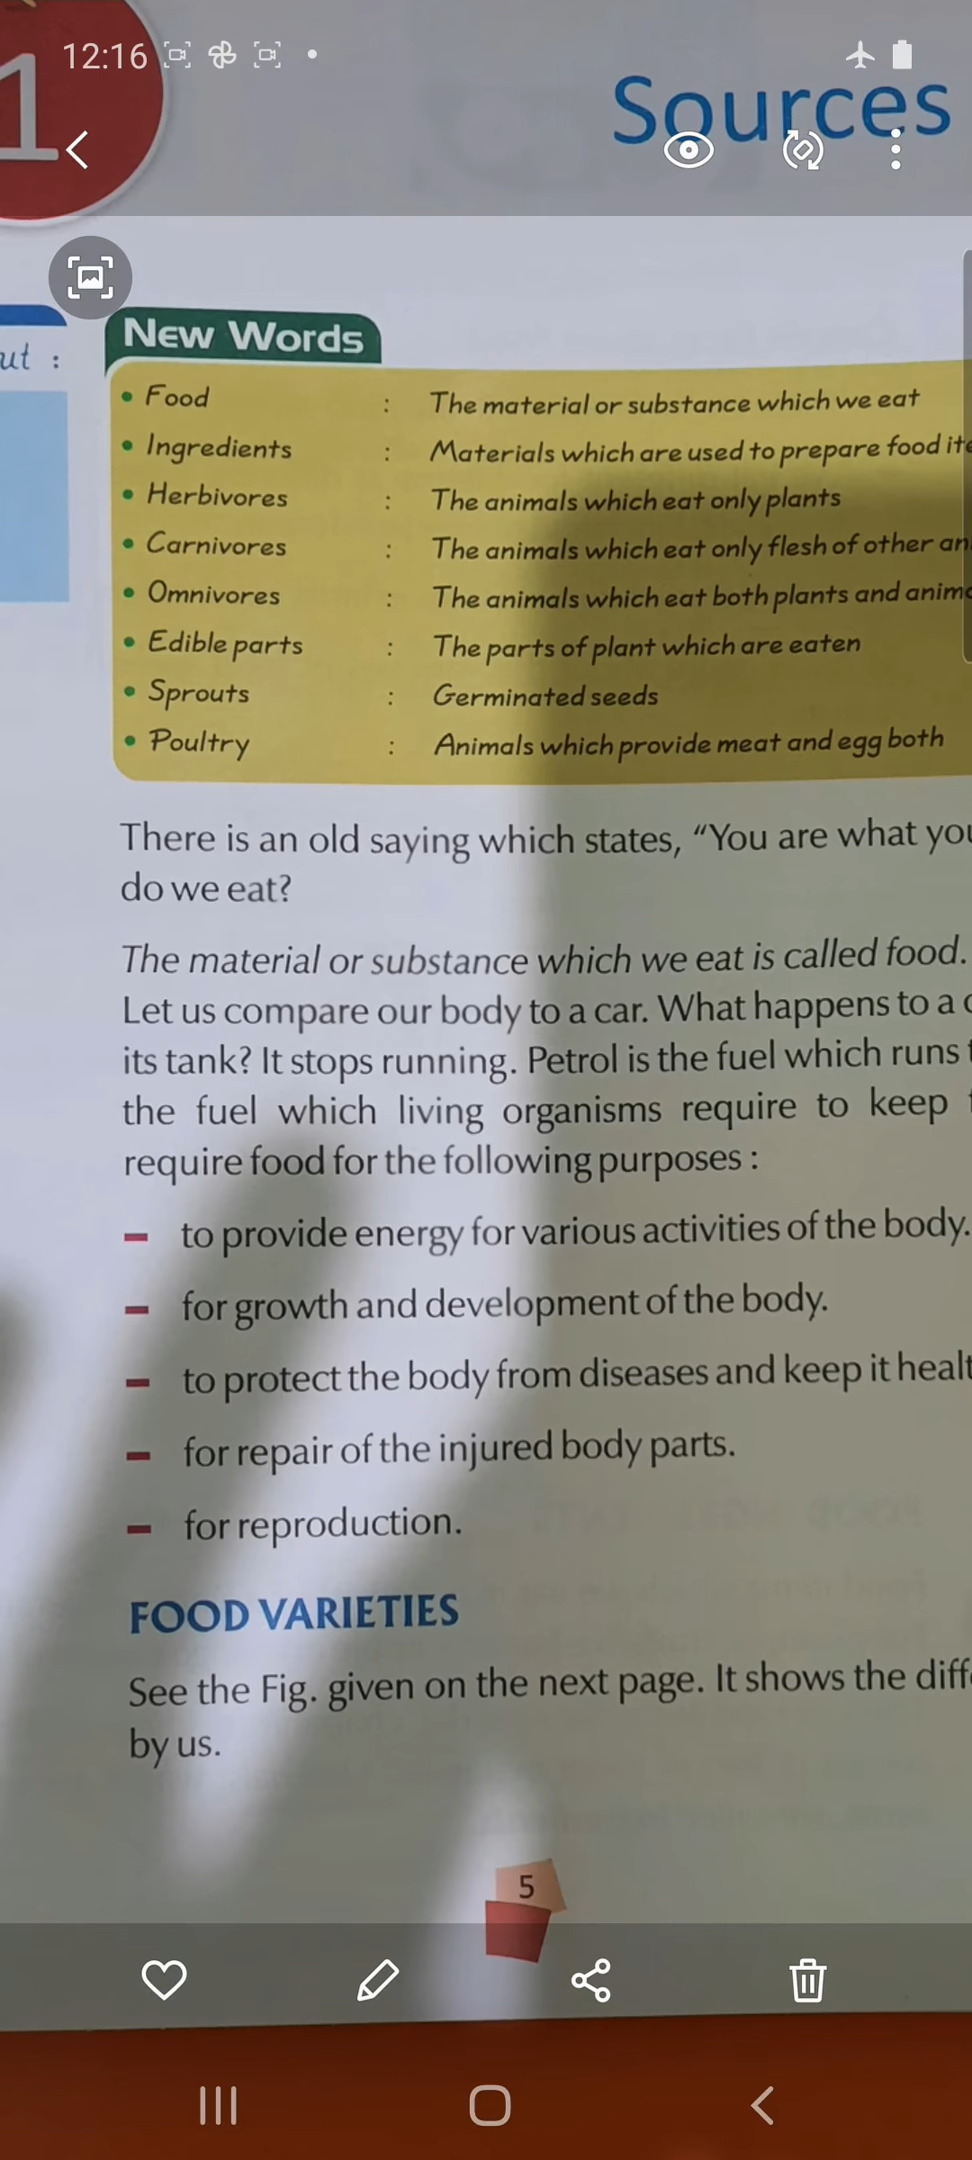 12:16
1
Sources
ut :
New Words
• Food : The material or substance which we eat
• Ingredients : Materials which are used to prepare food
• Herbivores : The animals which eat only plants
• Carnivores : The animals which eat only flesh of other
• Omnivores : The animals which eat both plants and
• Edible parts : The parts of plant which are eaten
• Sprouts : Germinated seeds
• Poultry : Animals which provide meat and egg both
There is an old saying which states, “You are what
do we eat?
The material or substance which we eat is called food.
Let us compare our body to a car. What happens to a
its tank? It stops running. Petrol is the fuel which runs
the fuel which living organisms require to keep
require food for the following purposes :
– to provide energy for various activities of the body.
– for growth and development of the body.
– to protect the body from diseases and keep it
– for repair of the injured body parts.
– for reproduction.
FOOD VARIETIES
See the Fig. given on the next page. It shows the
by us.
5